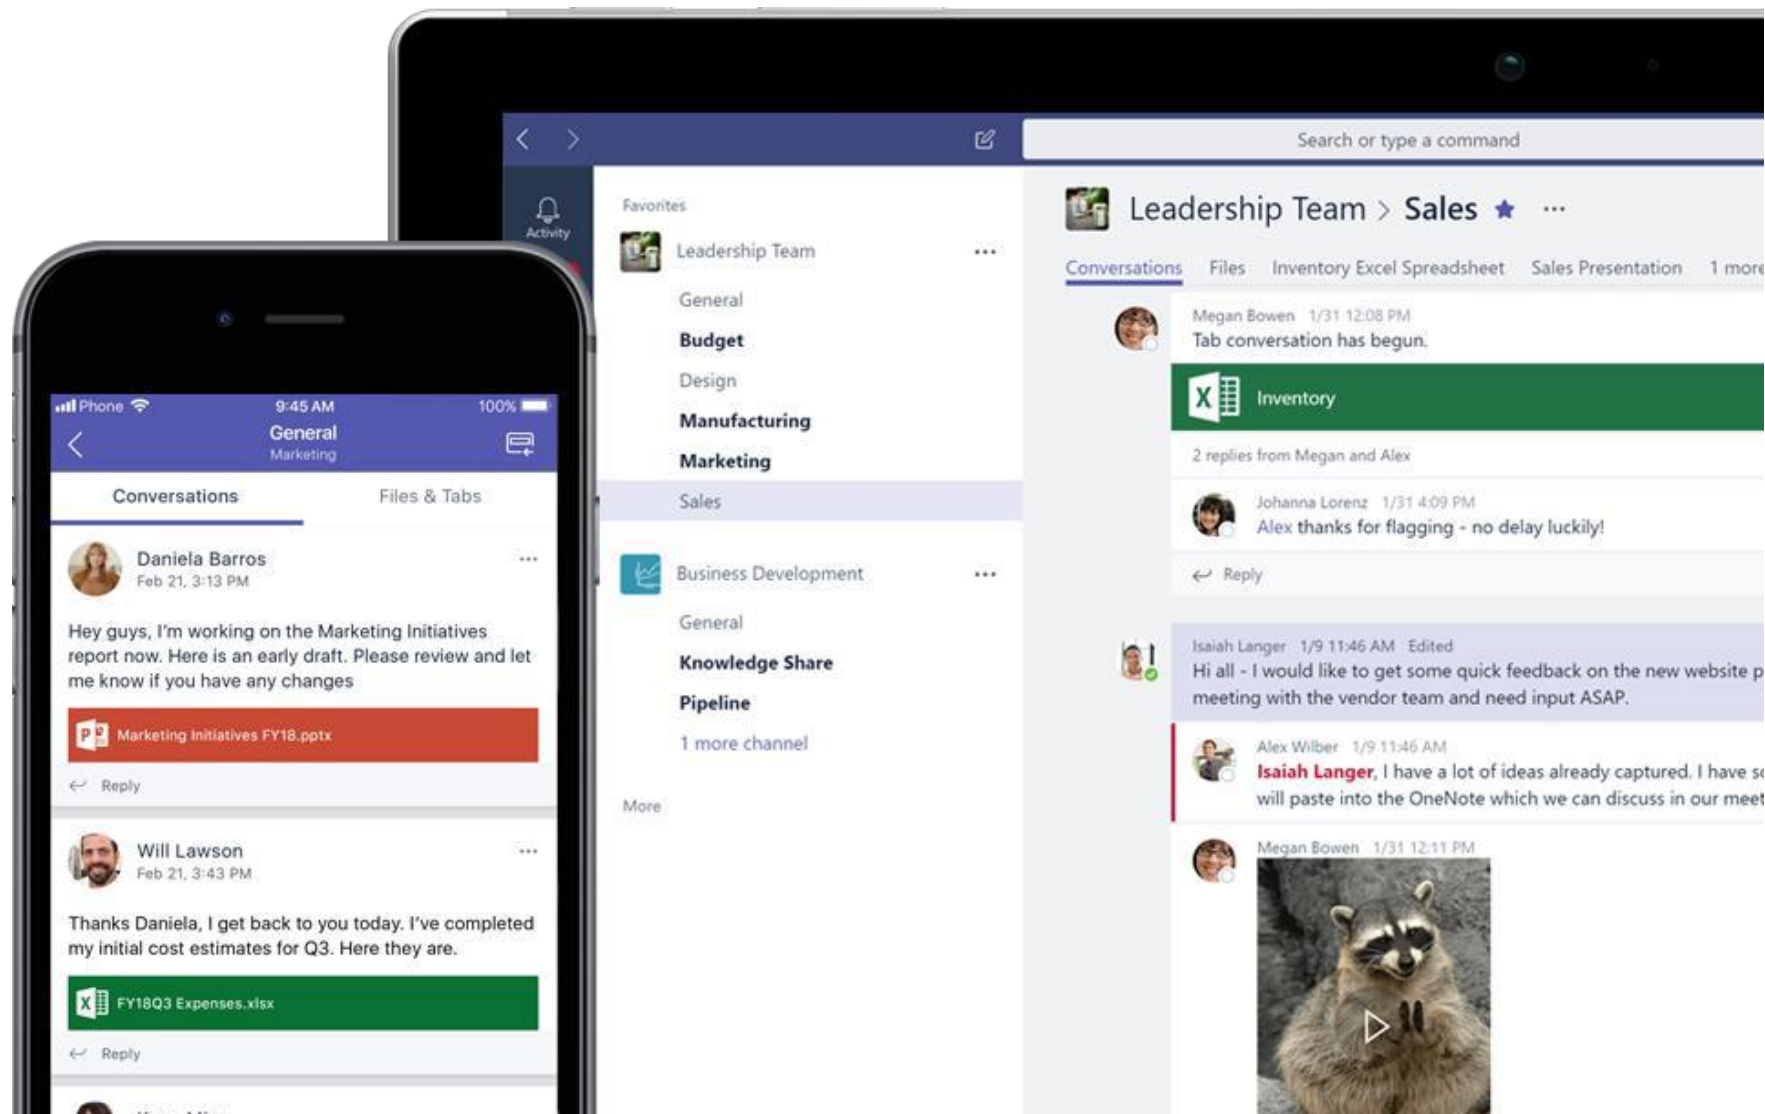 Search or type a command
Activity
Favorites
Leadership Team
General
Budget
Design
Manufacturing
Marketing
Sales
Business Development
General
Knowledge Share
Pipeline
1 more channel
More
Leadership Team > Sales
Conversations Files Inventory Excel Spreadsheet Sales Presentation 1 more
Megan Bowen 1/31 12:08 PM
Tab conversation has begun.
Inventory
2 replies from Megan and Alex
Johanna Lorenz 1/31 4:09 PM
Alex thanks for flagging - no delay luckily!
Reply
Isaiah Langer 1/9 11:46 AM Edited
Hi all - I would like to get some quick feedback on the new website p
meeting with the vendor team and need input ASAP.
Alex Wilber 1/9 11:46 AM
Isaiah Langer, I have a lot of ideas already captured. I have so
will paste into the OneNote which we can discuss in our meet
Megan Bowen 1/31 12:11 PM
Phone 9:45 AM 100%
General
Marketing
Conversations Files & Tabs
Daniela Barros
Feb 21, 3:13 PM
Hey guys, I'm working on the Marketing Initiatives
report now. Here is an early draft. Please review and let
me know if you have any changes
Marketing Initiatives FY18.pptx
Reply
Will Lawson
Feb 21, 3:43 PM
Thanks Daniela, I get back to you today. I've completed
my initial cost estimates for Q3. Here they are.
FY18Q3 Expenses.xlsx
Reply